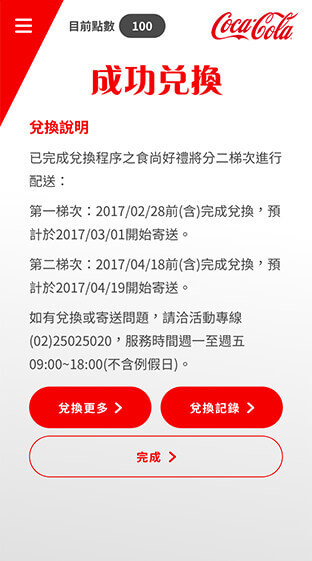 目前點數 100
Coca-Cola
成功兌換
兌換說明
已完成兌換程序之食尚好禮將分二梯次進行
配送：
第一梯次：2017/02/28前(含)完成兌換，預
計於2017/03/01開始寄送。
第二梯次：2017/04/18前(含)完成兌換，預
計於2017/04/19開始寄送。
如有兌換或寄送問題，請洽活動專線
(02)25025020，服務時間週一至週五
09:00~18:00(不含例假日)。
兌換更多
兌換記錄
完成